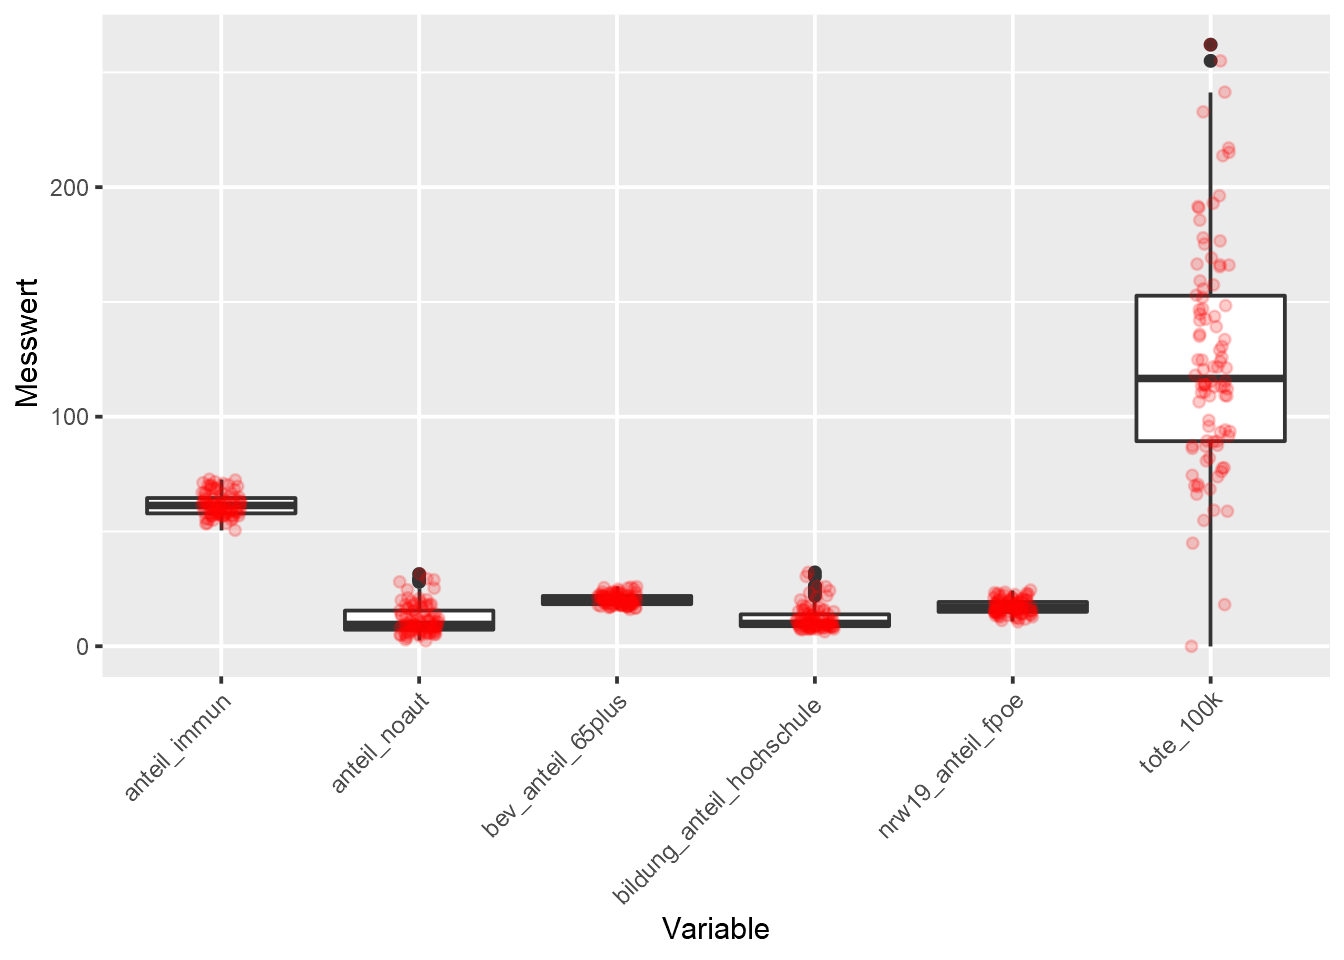 Messwert
200
100
0
anteil_immun
anteil_noaut
bev_anteil_65plus
bildung_anteil_hochschule
nrw19_anteil_fpoe
tote_100k
Variable